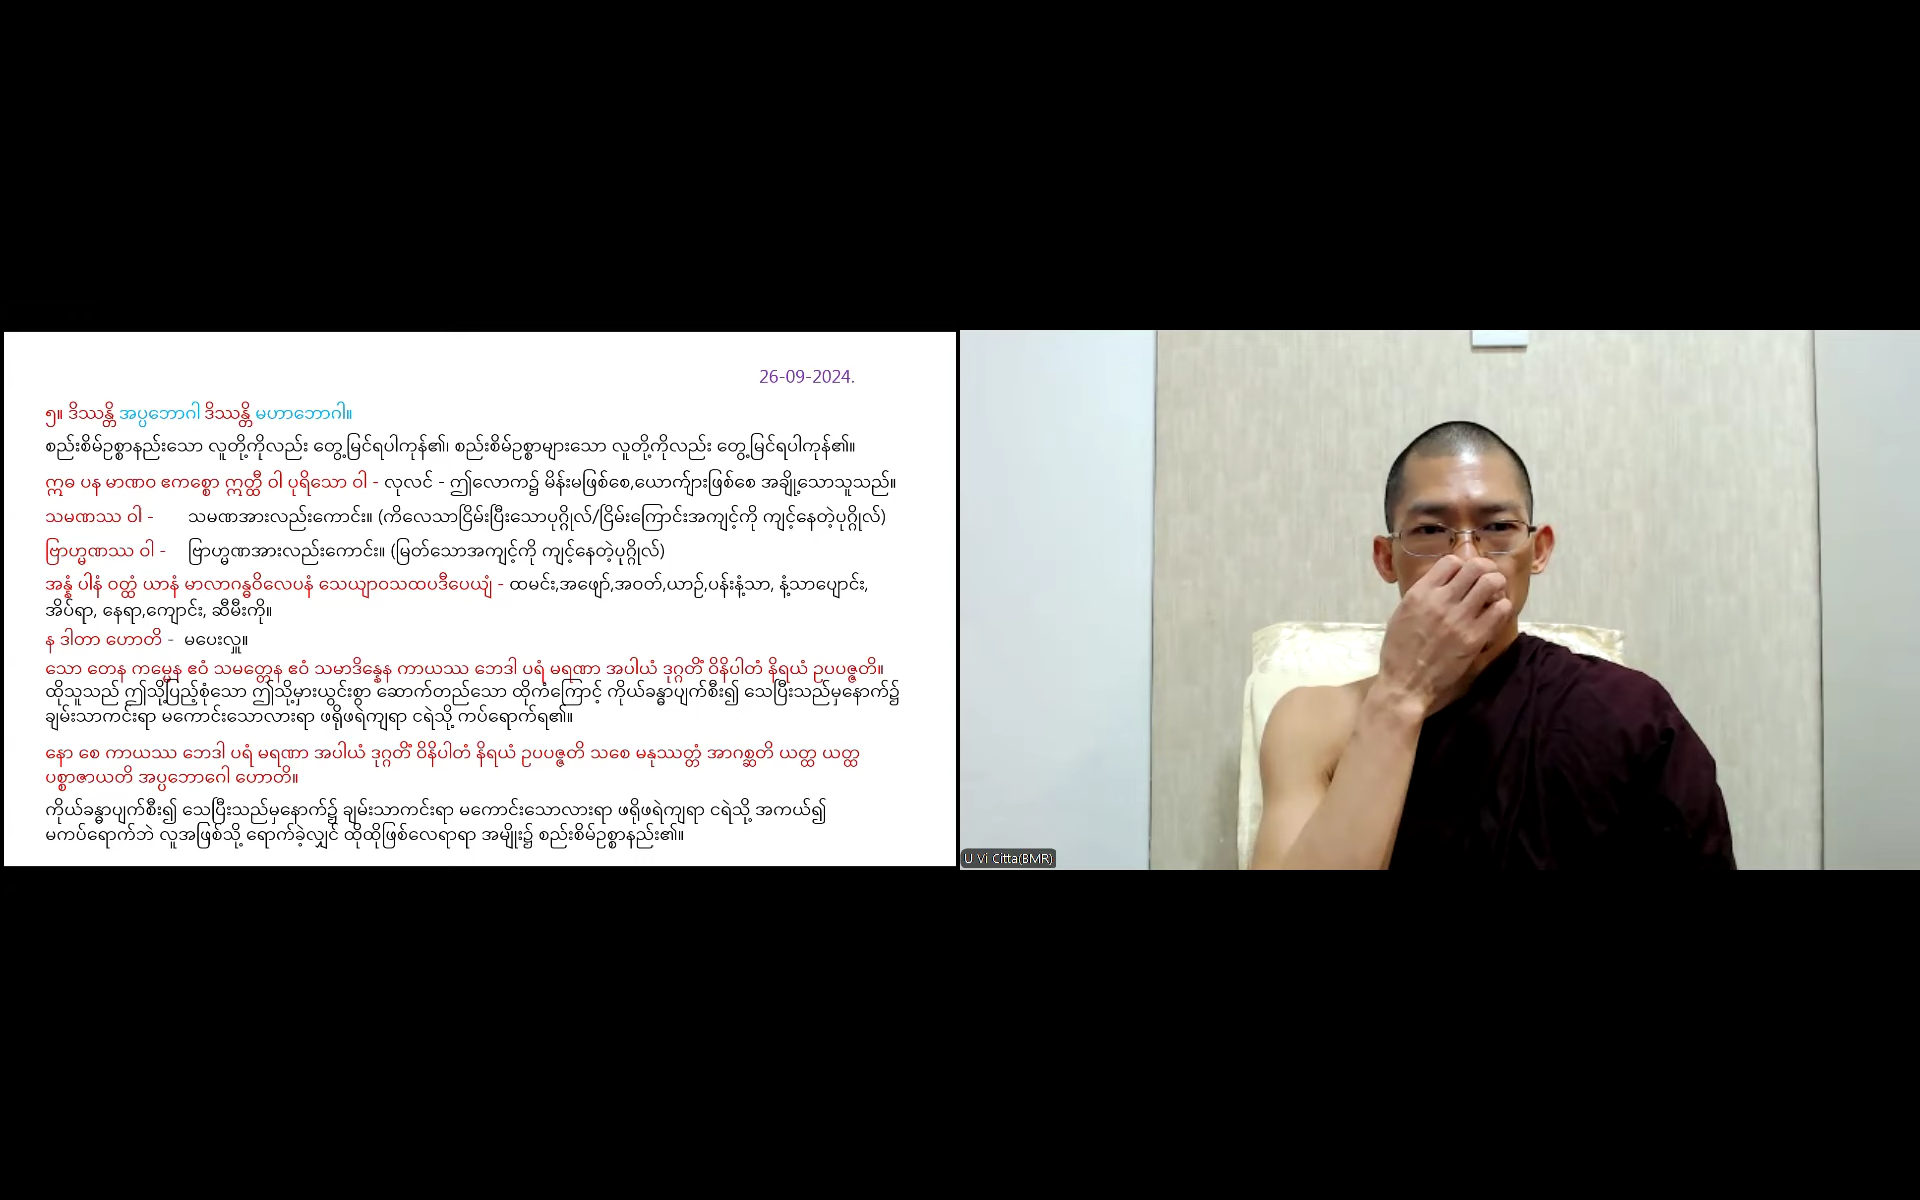 26-09-2024.
၅။ ဒိဿန္တိ အပ္ပဘောဂါ ဒိဿန္တိ မဟာဘောဂါ။
စည်းစိမ်ဥစ္စာနည်းသော လူတို့ကိုလည်း တွေ့မြင်ရပါကုန်၏၊ စည်းစိမ်ဥစ္စာများသော လူတို့ကိုလည်း တွေ့မြင်ရပါကုန်၏။
ဣဓ ပန မာဏဝ ဧကစ္စော ဣတ္ထီ ဝါ ပုရိသော ဝါ - လုလင် - ဤလောက၌ မိန်းမဖြစ်စေ,ယောက်ျားဖြစ်စေ အချို့သောသူသည်။
သမဏဿ ဝါ - သမဏအားလည်းကောင်း။ (ကိလေသာငြိမ်းပြီးသောပုဂ္ဂိုလ်/ငြိမ်းကြောင်းအကျင့်ကို ကျင့်နေတဲ့ပုဂ္ဂိုလ်)
ဗြာဟ္မဏဿ ဝါ - ဗြာဟ္မဏအားလည်းကောင်း။ (မြတ်သောအကျင့်ကို ကျင့်နေတဲ့ပုဂ္ဂိုလ်)
အန္နံ ပါနံ ဝတ္ထံ ယာနံ မာလာဂန္ဓဝိလေပနံ သေယျာဝသထပဒီပေယျံ - ထမင်း,အဖျော်,အဝတ်,ယာဉ်,ပန်းနံ့သာ, နံ့သာပျောင်း,
အိပ်ရာ, နေရာ,ကျောင်း, ဆီမီးကို။
န ဒါတာ ဟောတိ - မပေးလှူ။
သော တေန ကမ္မေန ဧဝံ သမတ္တေန ဧဝံ သမာဒိန္နေန ကာယဿ ဘေဒါ ပရံ မရဏာ အပါယံ ဒုဂ္ဂတိံ ဝိနိပါတံ နိရယံ ဥပပဇ္ဇတိ။
ထိုသူသည် ဤသို့ပြည့်စုံသော ဤသို့မှားယွင်းစွာ ဆောက်တည်သော ထိုကံကြောင့် ကိုယ်ခန္ဓာပျက်စီး၍ သေပြီးသည်မှနောက်၌
ချမ်းသာကင်းရာ မကောင်းသောလားရာ ဖရိုဖရဲကျရာ ငရဲသို့ ကပ်ရောက်ရ၏။
နော စေ ကာယဿ ဘေဒါ ပရံ မရဏာ အပါယံ ဒုဂ္ဂတိံ ဝိနိပါတံ နိရယံ ဥပပဇ္ဇတိ သစေ မနုဿတ္တံ အာဂစ္ဆတိ ယတ္ထ ယတ္ထ
ပစ္စာဇာယတိ အပ္ပဘောဂေါ ဟောတိ။
ကိုယ်ခန္ဓာပျက်စီး၍ သေပြီးသည်မှနောက်၌ ချမ်းသာကင်းရာ မကောင်းသောလားရာ ဖရိုဖရဲကျရာ ငရဲသို့ အကယ်၍
မကပ်ရောက်ဘဲ လူအဖြစ်သို့ ရောက်ခဲ့လျှင် ထိုထိုဖြစ်လေရာရာ အမျိုး၌ စည်းစိမ်ဥစ္စာနည်း၏။
U Vi Citta(BMR)